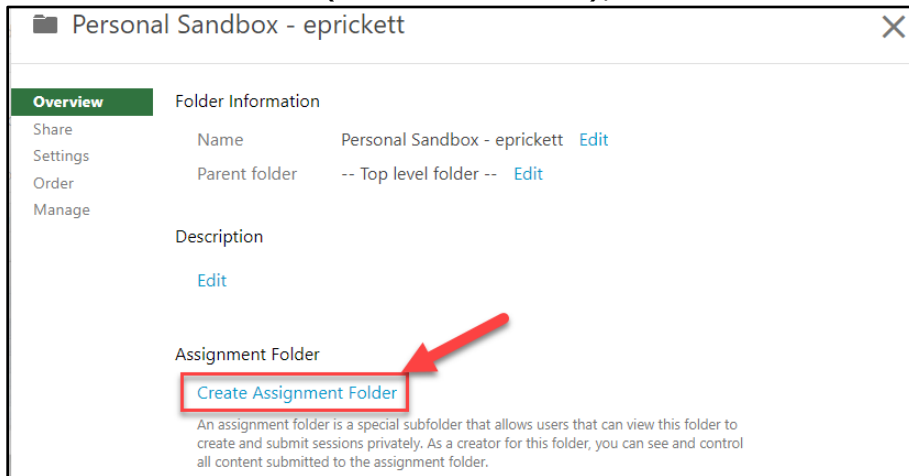 Personal Sandbox - eprickett
Overview
Share
Settings
Order
Manage
Folder Information
Name Personal Sandbox - eprickett Edit
Parent folder -- Top level folder -- Edit
Description
Edit
Assignment Folder
Create Assignment Folder
An assignment folder is a special subfolder that allows users that can view this folder to
create and submit sessions privately. As a creator for this folder, you can see and control
all content submitted to the assignment folder.